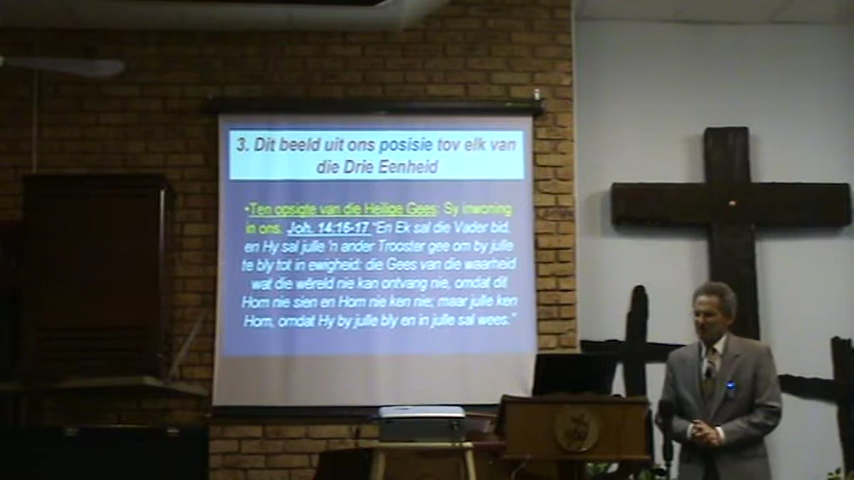 3. Dit beeld uit ons posisie tov elk van
die Drie Eenheid
•Ten opsigte van die Heilige Gees: Sy inwoning
in ons. Joh. 14:16-17 "En Ek sal die Vader bid,
en Hy sal julle 'n ander Trooster gee om by julle
te bly tot in ewigheid: die Gees van die waarheid
wat die wêreld nie kan ontvang nie, omdat dit
Hom nie sien en Hom nie ken nie; maar julle ken
Hom, omdat Hy by julle bly en in julle sal wees."